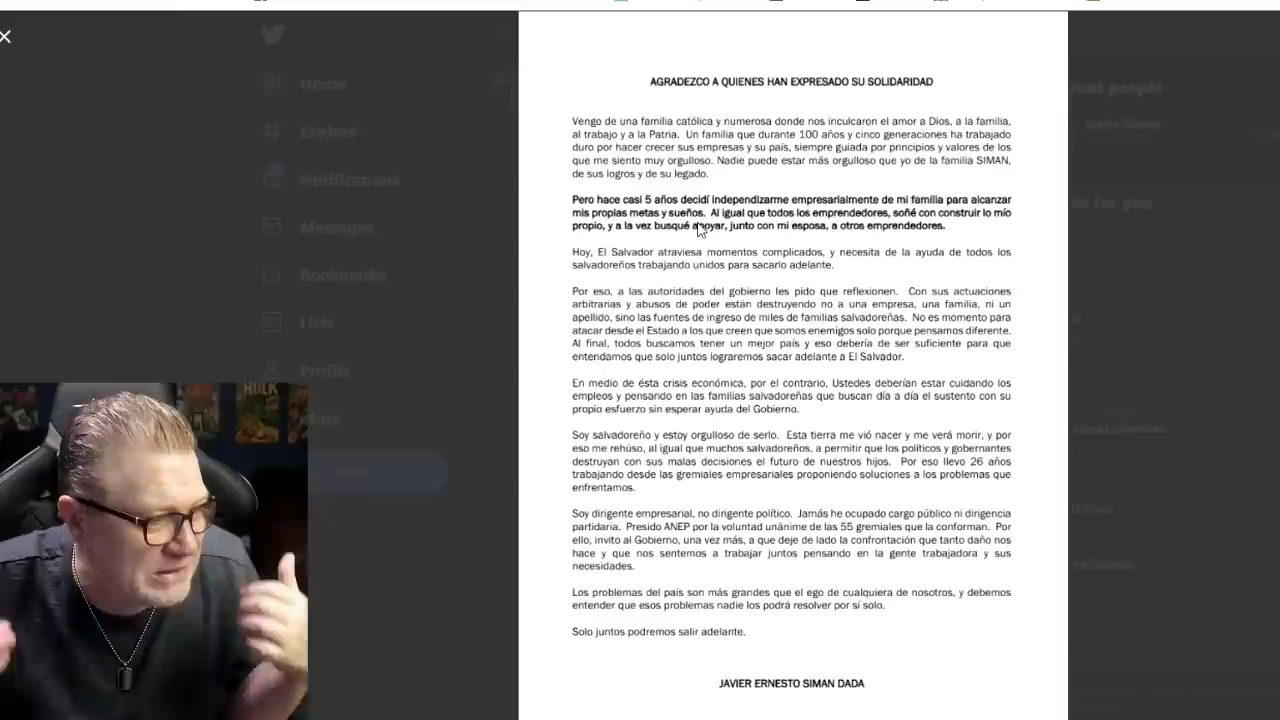 AGRADEZCO A QUIENES HAN EXPRESADO SU SOLIDARIDAD
Vengo de una familia católica y numerosa donde nos inculcaron el amor a Dios, a la familia,
al trabajo y a la Patria. Un familia que durante 100 años y cinco generaciones ha trabajado
duro por hacer crecer sus empresas y su país, siempre guiada por principios y valores de los
que me siento muy orgulloso. Nadie puede estar más orgulloso que yo de la familia SIMAN,
de sus logros y de su legado.
Pero hace casi 5 años decidí independizarme empresarialmente de mi familia para alcanzar
mis propias metas y sueños. Al igual que todos los emprendedores, soñé con construir lo mío
propio, y a la vez busqué apoyar, junto con mi esposa, a otros emprendedores.
Hoy, El Salvador atraviesa momentos complicados, y necesita de la ayuda de todos los
salvadoreños trabajando unidos para sacarlo adelante.
Por eso, a las autoridades del gobierno les pido que reflexionen. Con sus actuaciones
arbitrarias y abusos de poder están destruyendo no a una empresa, una familia, ni un
apellido, sino las fuentes de ingreso de miles de familias salvadoreñas. No es momento para
atacar desde el Estado a los que creen que somos enemigos solo porque pensamos diferente.
Al final, todos buscamos tener un mejor país y eso debería de ser suficiente para que
entendamos que solo juntos lograremos sacar adelante a El Salvador.
En medio de ésta crisis económica, por el contrario, Ustedes deberían estar cuidando los
empleos y pensando en las familias salvadoreñas que buscan día a día el sustento con su
propio esfuerzo sin esperar ayuda del Gobierno.
Soy salvadoreño y estoy orgulloso de serlo. Esta tierra me vió nacer y me verá morir, y por
eso me rehúso, al igual que muchos salvadoreños, a permitir que los políticos y gobernantes
destruyan con sus malas decisiones el futuro de nuestros hijos. Por eso llevo 26 años
trabajando desde las gremiales empresariales proponiendo soluciones a los problemas que
enfrentamos.
Soy dirigente empresarial, no dirigente político. Jamás he ocupado cargo público ni dirigencia
partidaria. Presido ANEP por la voluntad unánime de las 55 gremiales que la conforman. Por
ello, invito al Gobierno, una vez más, a que deje de lado la confrontación que tanto daño nos
hace y que nos sentemos a trabajar juntos pensando en la gente trabajadora y sus
necesidades.
Los problemas del país son más grandes que el ego de cualquiera de nosotros, y debemos
entender que esos problemas nadie los podrá resolver por sí solo.
Solo juntos podremos salir adelante.
JAVIER ERNESTO SIMAN DADA
Home
Explore
Notifications
Messages
Bookmarks
Lists
Profile
HULK